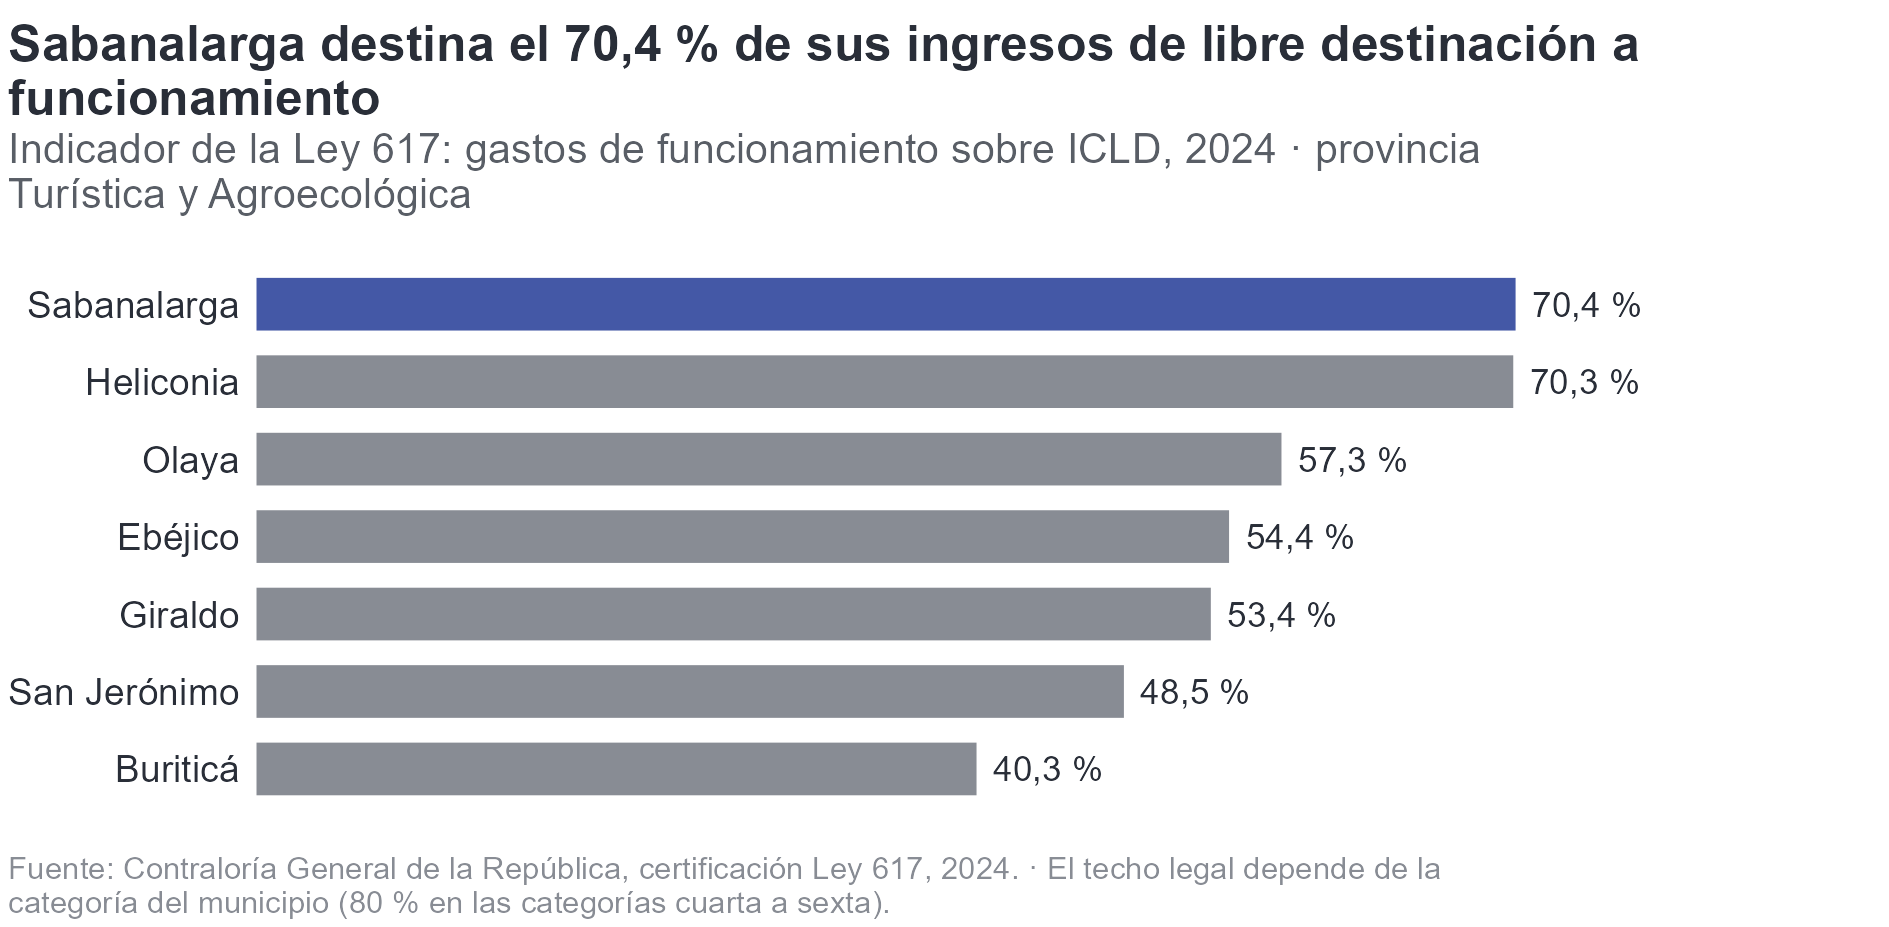 Sabanalarga destina el 70,4 % de sus ingresos de libre destinación a
funcionamiento
Indicador de la Ley 617: gastos de funcionamiento sobre ICLD, 2024 · provincia
Turística y Agroecológica
Sabanalarga 70,4 %
Heliconia 70,3 %
Olaya 57,3 %
Ebéjico 54,4 %
Giraldo 53,4 %
San Jerónimo 48,5 %
Buriticá 40,3 %
Fuente: Contraloría General de la República, certificación Ley 617, 2024. · El techo legal depende de la
categoría del municipio (80 % en las categorías cuarta a sexta).